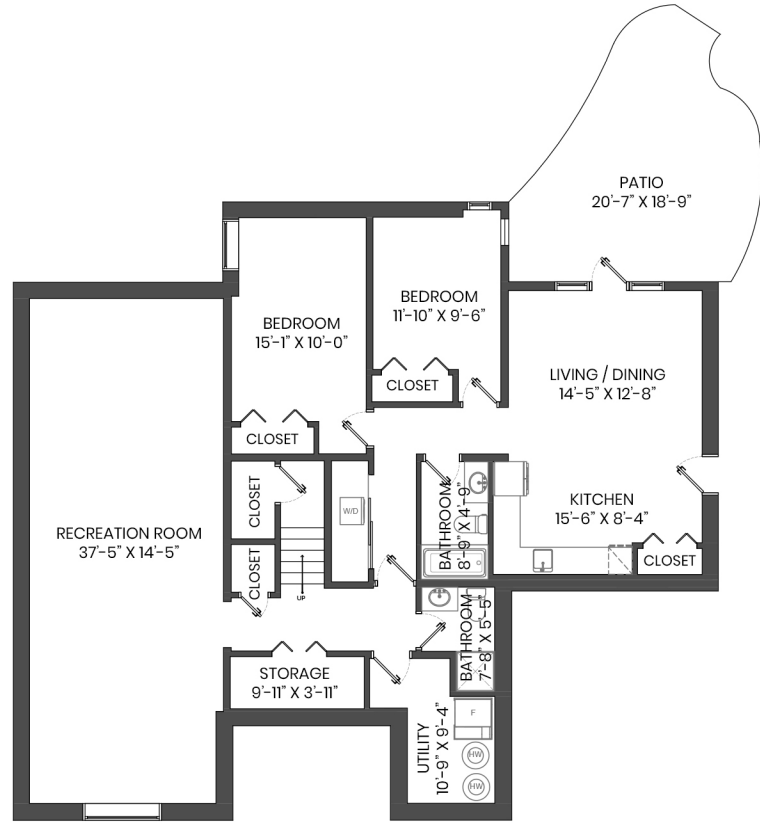 PATIO
20'-7" X 18'-9"
BEDROOM
11'-10" X 9'-6"
BEDROOM
15'-1" X 10'-0"
CLOSET
LIVING / DINING
14'-5" X 12'-8"
CLOSET
CLOSET
W/D
BATHROOM
8'-9" X 4'-9"
KITCHEN
15'-6" X 8'-4"
RECREATION ROOM
37'-5" X 14'-5"
CLOSET
CLOSET
UP
BATHROOM
7'-8" X 5'-5"
STORAGE
9'-11" X 3'-11"
UTILITY
10'-9" X 9'-4"
F
HW
HW